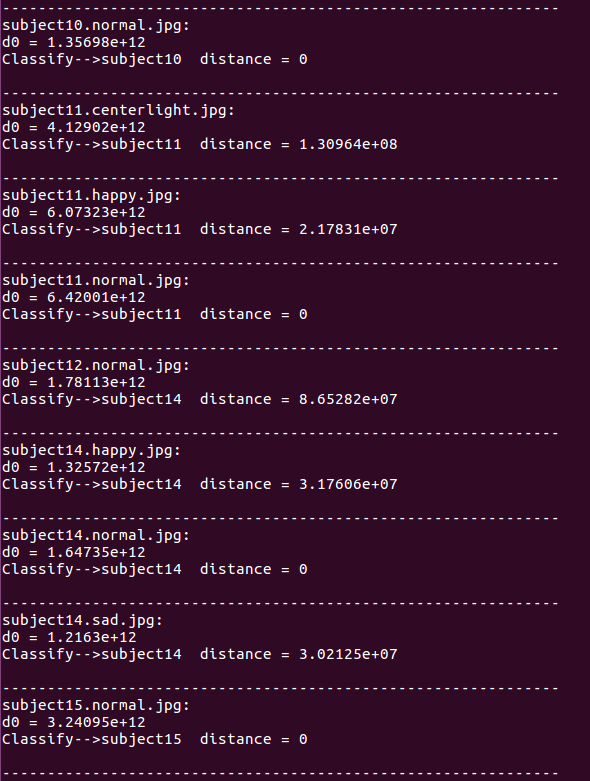 --------------------------------------------------------------
subject10.normal.jpg:
d0 = 1.35698e+12
Classify-->subject10  distance = 0
--------------------------------------------------------------
subject11.centerlight.jpg:
d0 = 4.12902e+12
Classify-->subject11  distance = 1.30964e+08
--------------------------------------------------------------
subject11.happy.jpg:
d0 = 6.07323e+12
Classify-->subject11  distance = 2.17831e+07
--------------------------------------------------------------
subject11.normal.jpg:
d0 = 6.42001e+12
Classify-->subject11  distance = 0
--------------------------------------------------------------
subject12.normal.jpg:
d0 = 1.78113e+12
Classify-->subject14  distance = 8.65282e+07
--------------------------------------------------------------
subject14.happy.jpg:
d0 = 1.32572e+12
Classify-->subject14  distance = 3.17606e+07
--------------------------------------------------------------
subject14.normal.jpg:
d0 = 1.64735e+12
Classify-->subject14  distance = 0
--------------------------------------------------------------
subject14.sad.jpg:
d0 = 1.2163e+12
Classify-->subject14  distance = 3.02125e+07
--------------------------------------------------------------
subject15.normal.jpg:
d0 = 3.24095e+12
Classify-->subject15  distance = 0
--------------------------------------------------------------